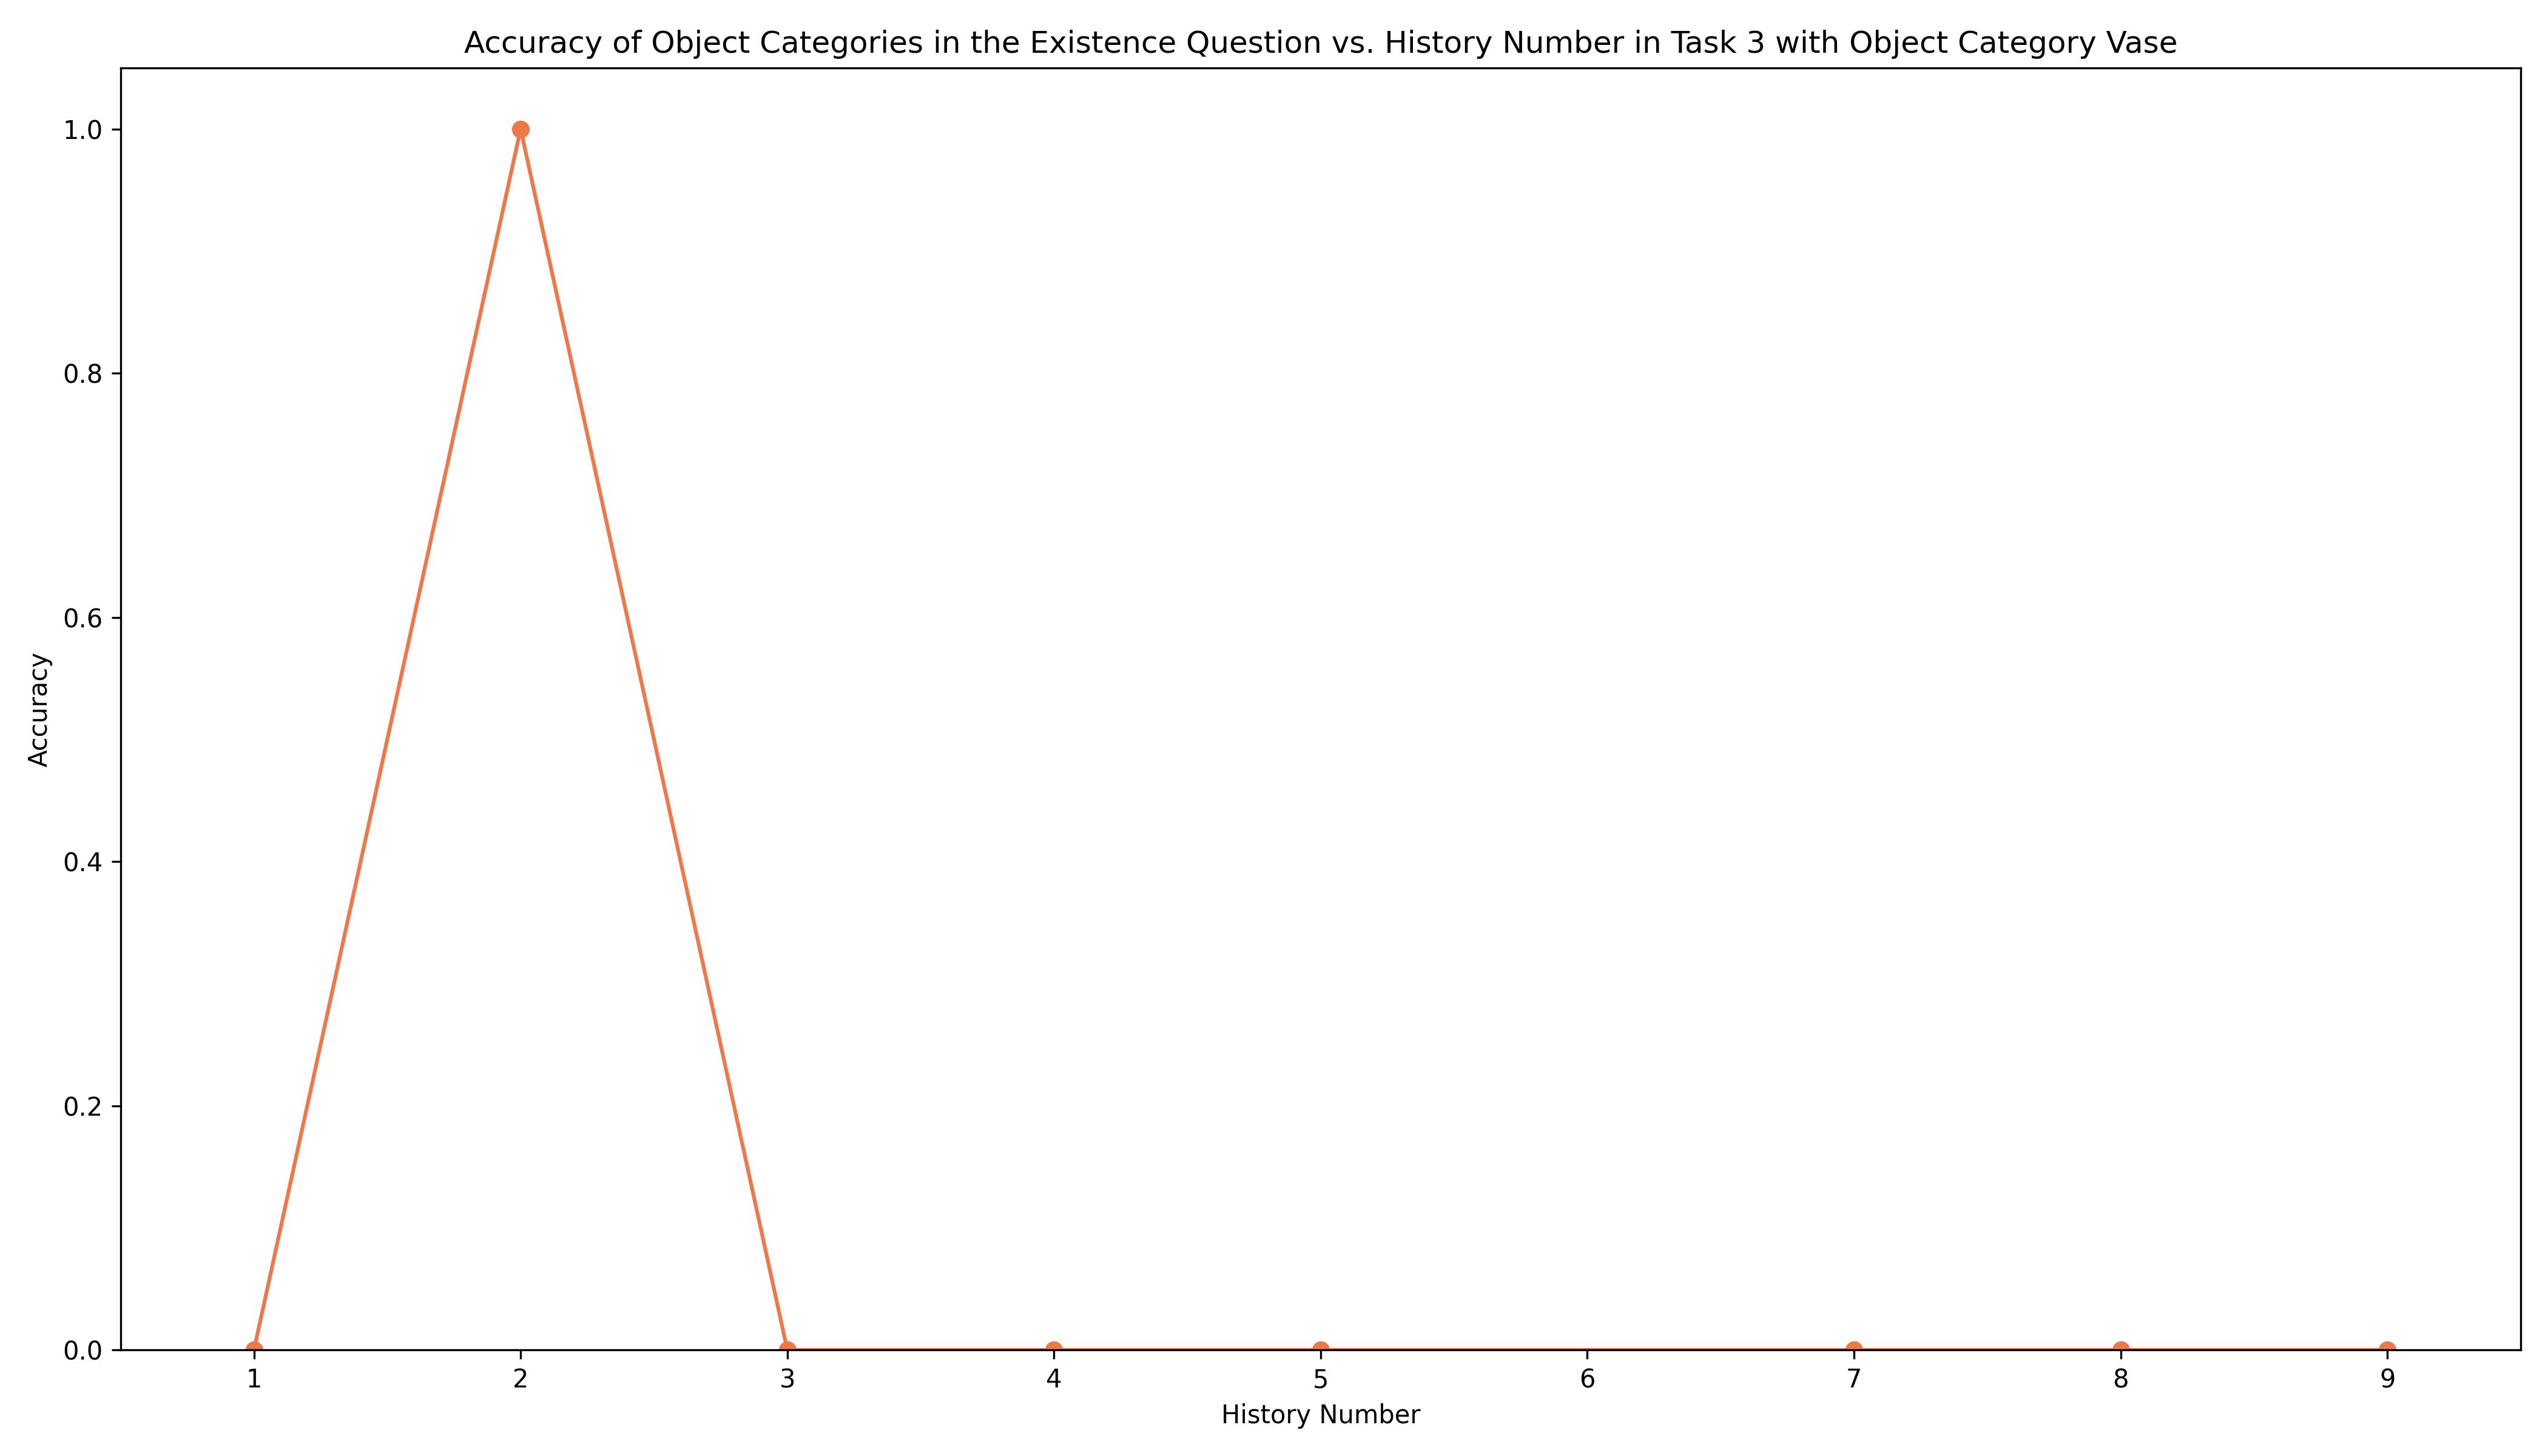 Accuracy of Object Categories in the Existence Question vs. History Number in Task 3 with Object Category Vase
1.0
0.8
0.6
0.4
0.2
0.0
Accuracy
1 2 3 4 5 6 7 8 9
History Number